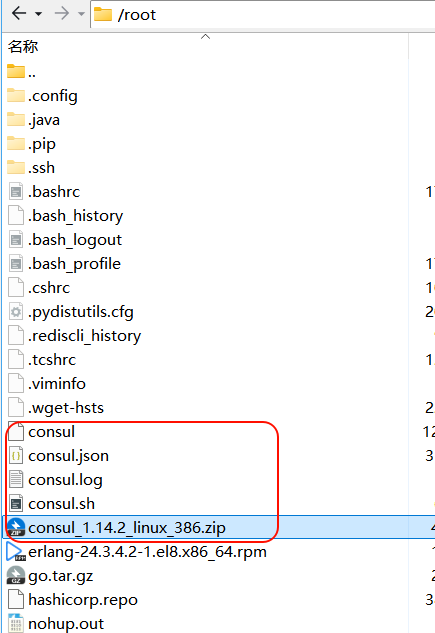 /root
名称
..
.config
.java
.pip
.ssh
.bashrc
.bash_history
.bash_logout
.bash_profile
.cshrc
.pydistutils.cfg
.rediscli_history
.tcshrc
.viminfo
.wget-hsts
consul
consul.json
consul.log
consul.sh
consul_1.14.2_linux_386.zip
erlang-24.3.4.2-1.el8.x86_64.rpm
go.tar.gz
hashicorp.repo
nohup.out